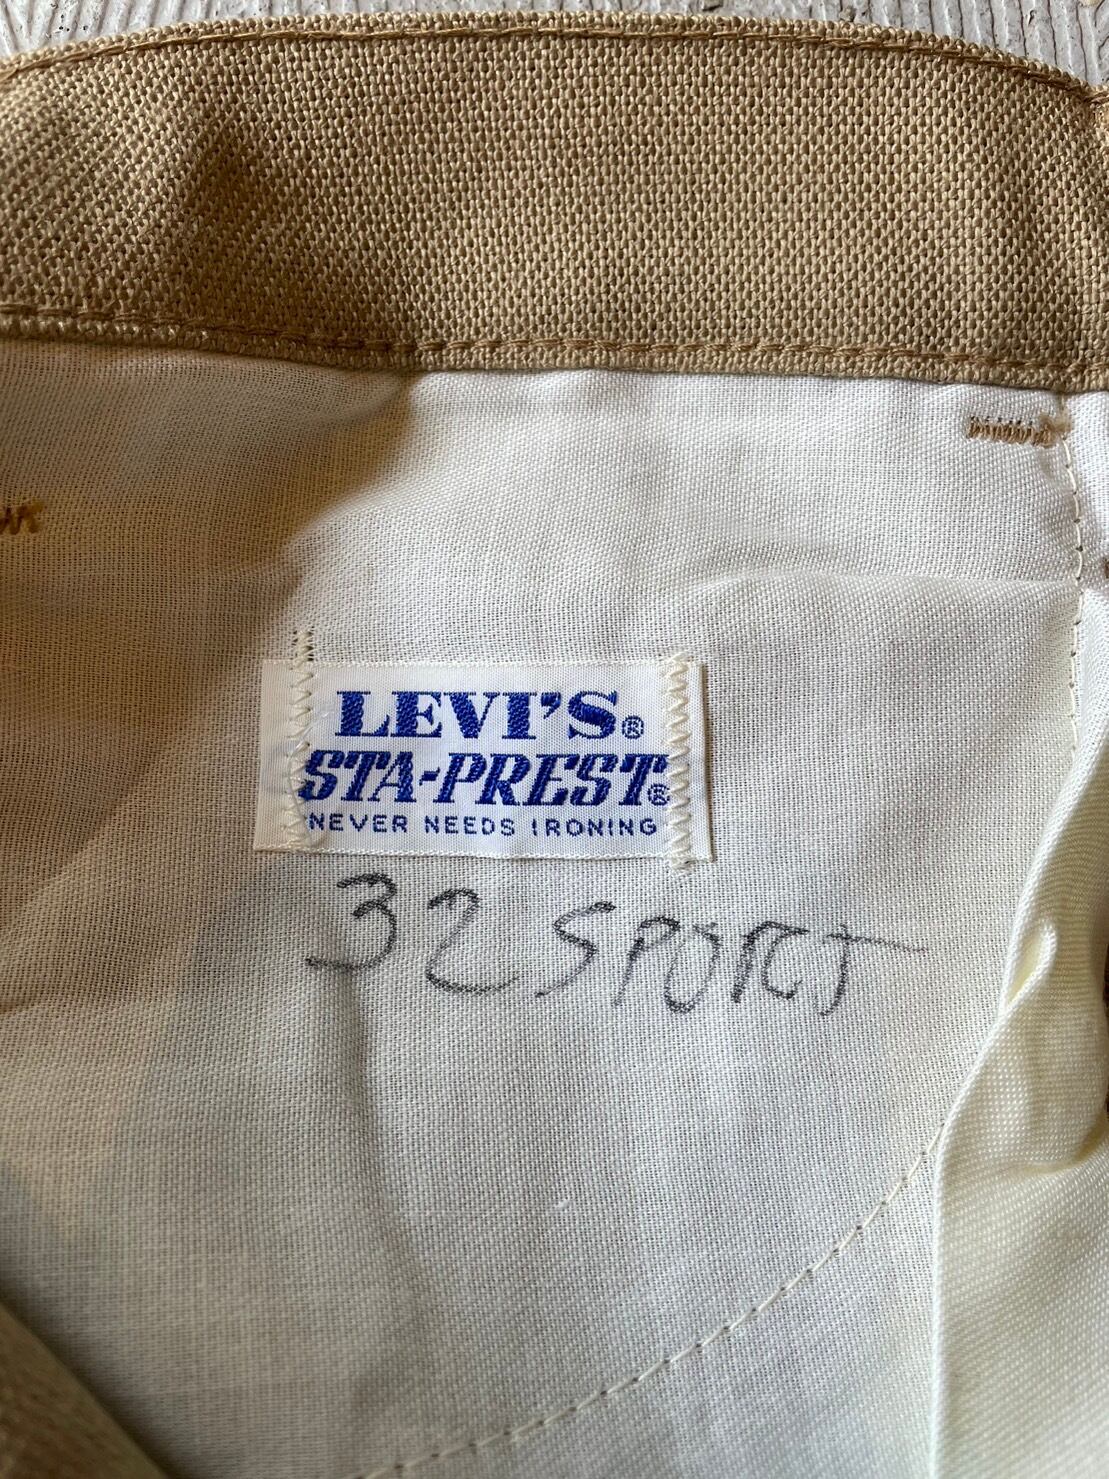 LEVI'S®
STA-PREST®
NEVER NEEDS IRONING
32 SPORT